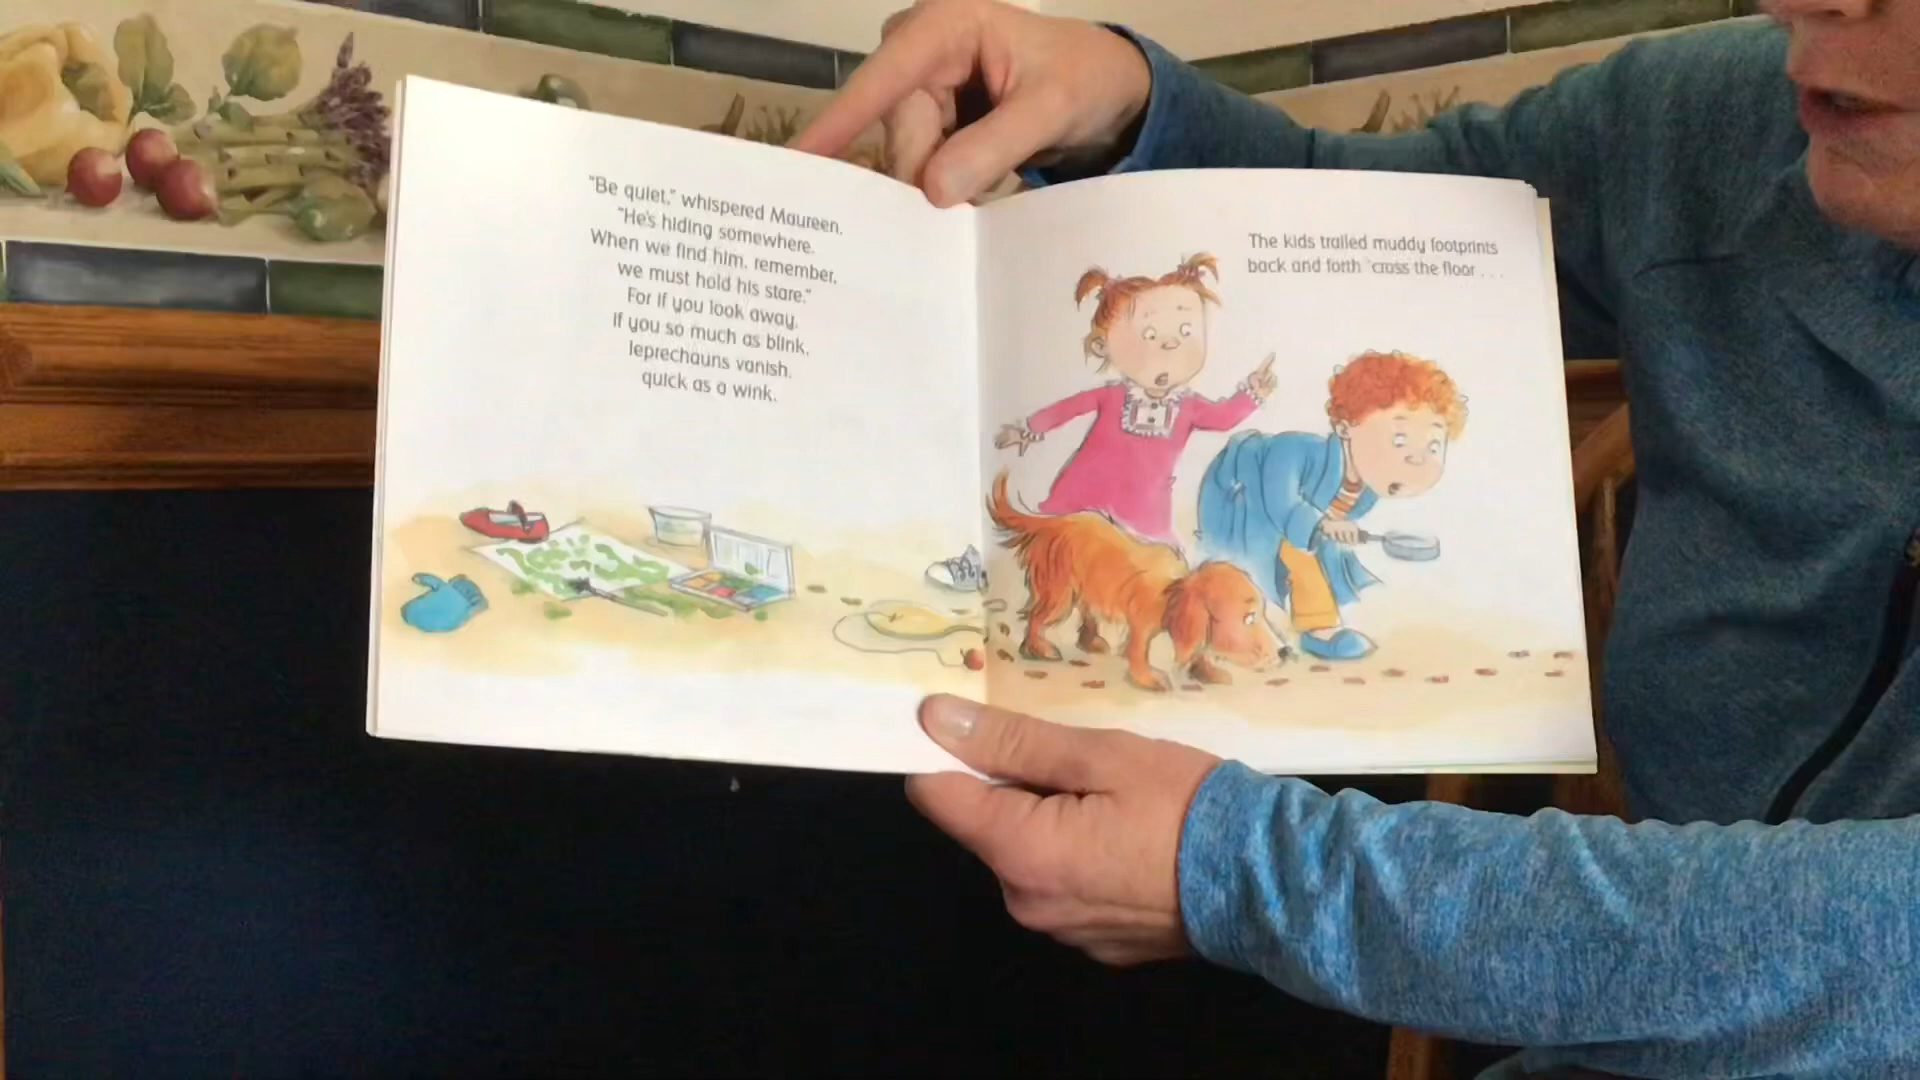 "Be quiet," whispered Maureen.
"He's hiding somewhere.
When we find him, remember,
we must hold his stare."
For if you look away,
if you so much as blink,
leprechauns vanish,
quick as a wink.
The kids trailed muddy footprints
back and forth 'cross the floor . . .